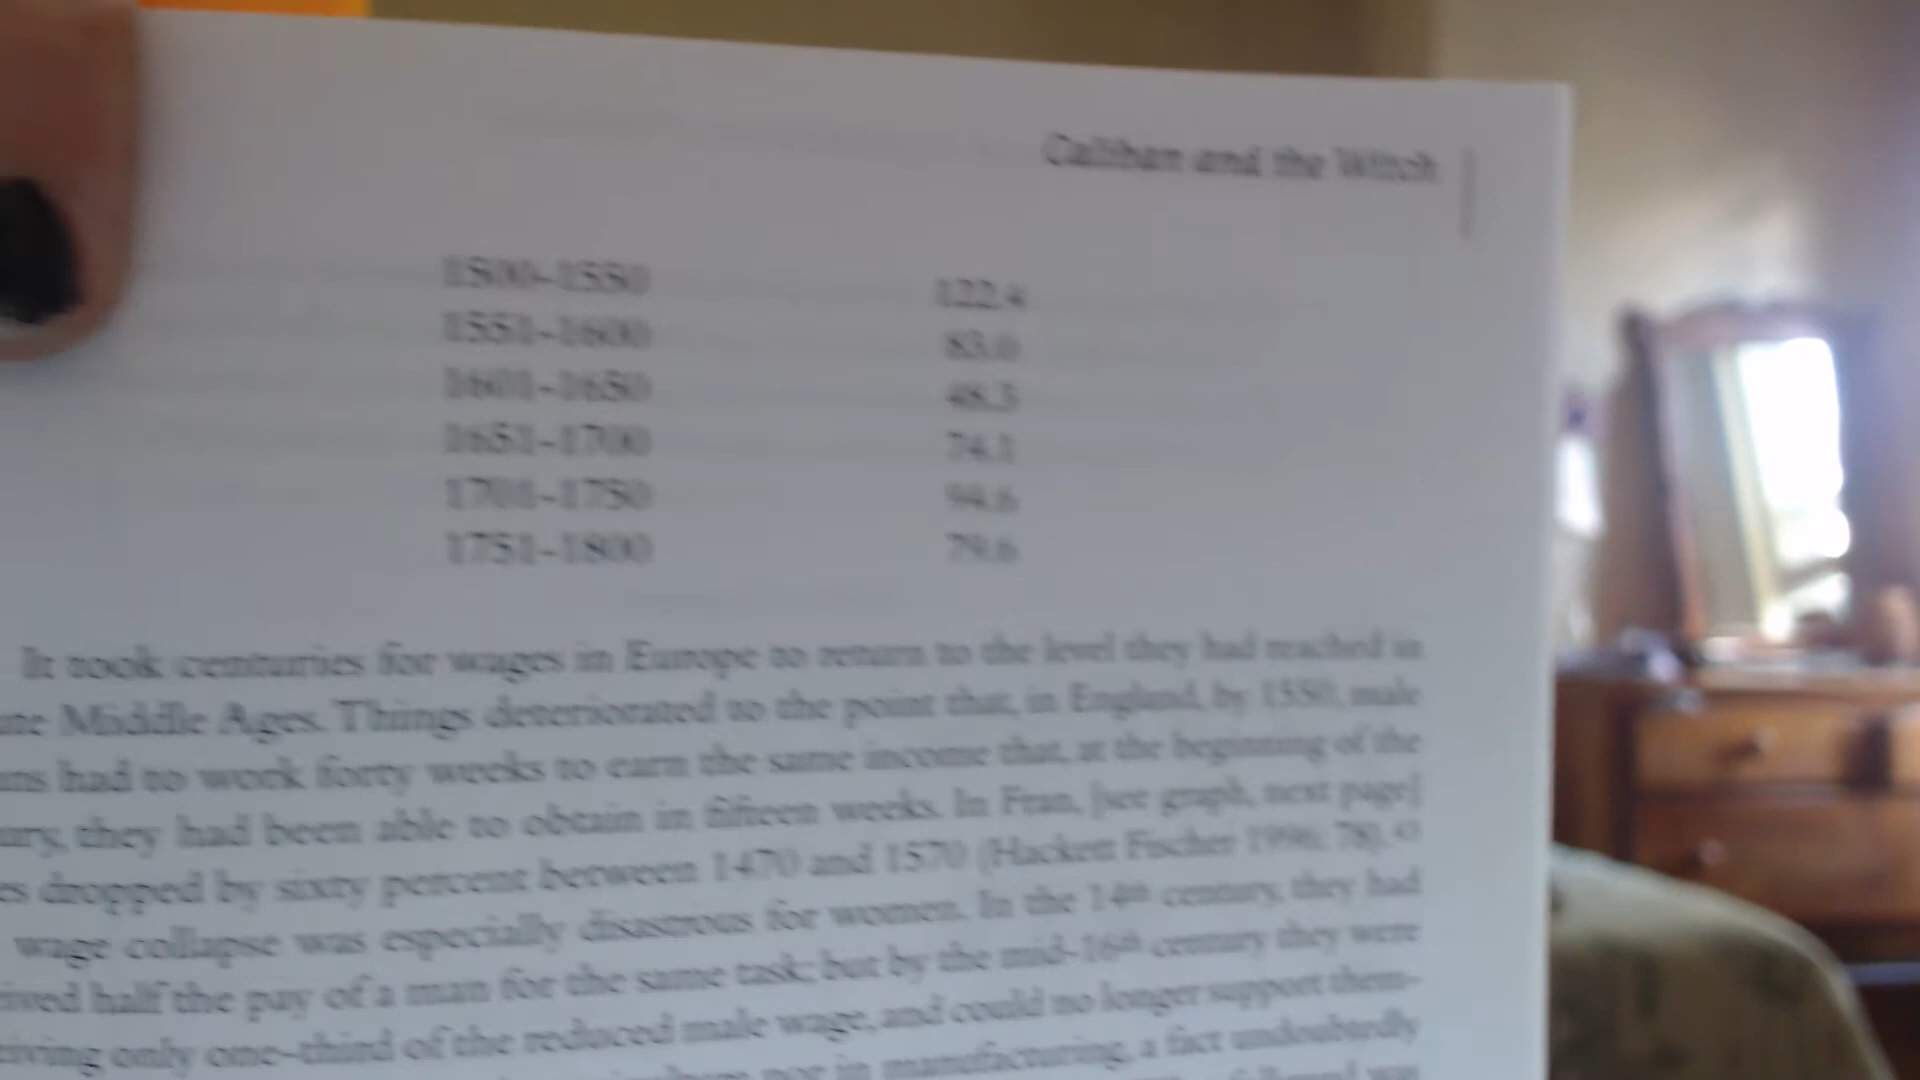 Caliban and the Witch
1500–1550 122.4
1551–1600 83.0
1601–1650 48.3
1651–1700 74.1
1701–1750 94.6
1751–1800 79.6
It took centuries for wages in Europe to return to the level they had reached in
Middle Ages. Things deteriorated to the point that, in England, by 1550, male
had to work forty weeks to earn the same income that, at the beginning of the
they had been able to obtain in fifteen weeks. In Fran, [see graph, next page]
dropped by sixty percent between 1470 and 1570 (Hackett Fischer 1996: 78).
wage collapse was especially disastrous for women. In the 14th century, they had
half the pay of a man for the same task; but by the mid-16th century they were
only one-third of the reduced male wage, and could no longer support them-
nor in manufacturing, a fact undoubtedly